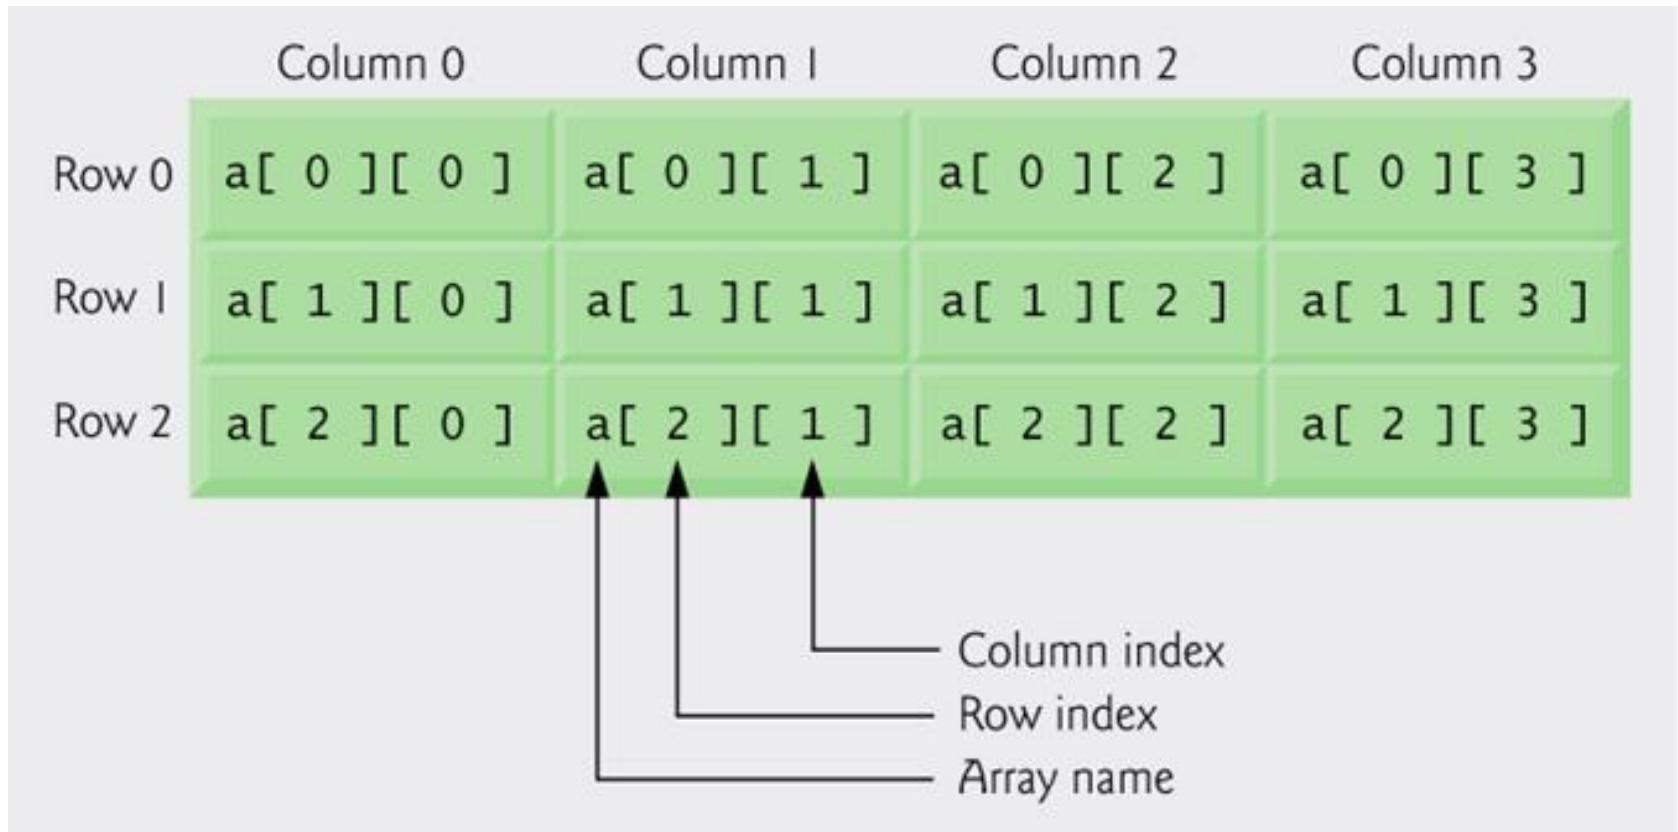 Column 0 Column 1 Column 2 Column 3
Row 0 a[ 0 ][ 0 ] a[ 0 ][ 1 ] a[ 0 ][ 2 ] a[ 0 ][ 3 ]
Row 1 a[ 1 ][ 0 ] a[ 1 ][ 1 ] a[ 1 ][ 2 ] a[ 1 ][ 3 ]
Row 2 a[ 2 ][ 0 ] a[ 2 ][ 1 ] a[ 2 ][ 2 ] a[ 2 ][ 3 ]
Column index
Row index
Array name